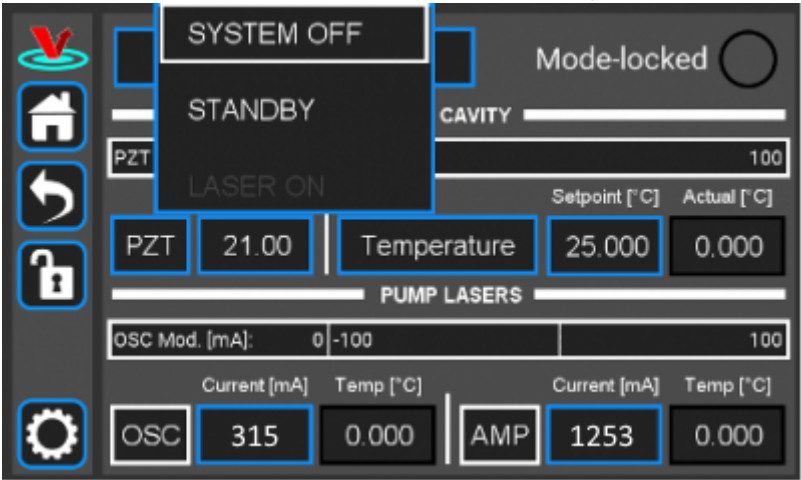 SYSTEM OFF
Mode-locked
STANDBY
CAVITY
PZT
100
LASER ON
Setpoint [°C] Actual [°C]
PZT 21.00 Temperature 25.000 0.000
PUMP LASERS
OSC Mod. [mA]: 0 -100 100
Current [mA] Temp [°C] Current [mA] Temp [°C]
OSC 315 0.000 AMP 1253 0.000